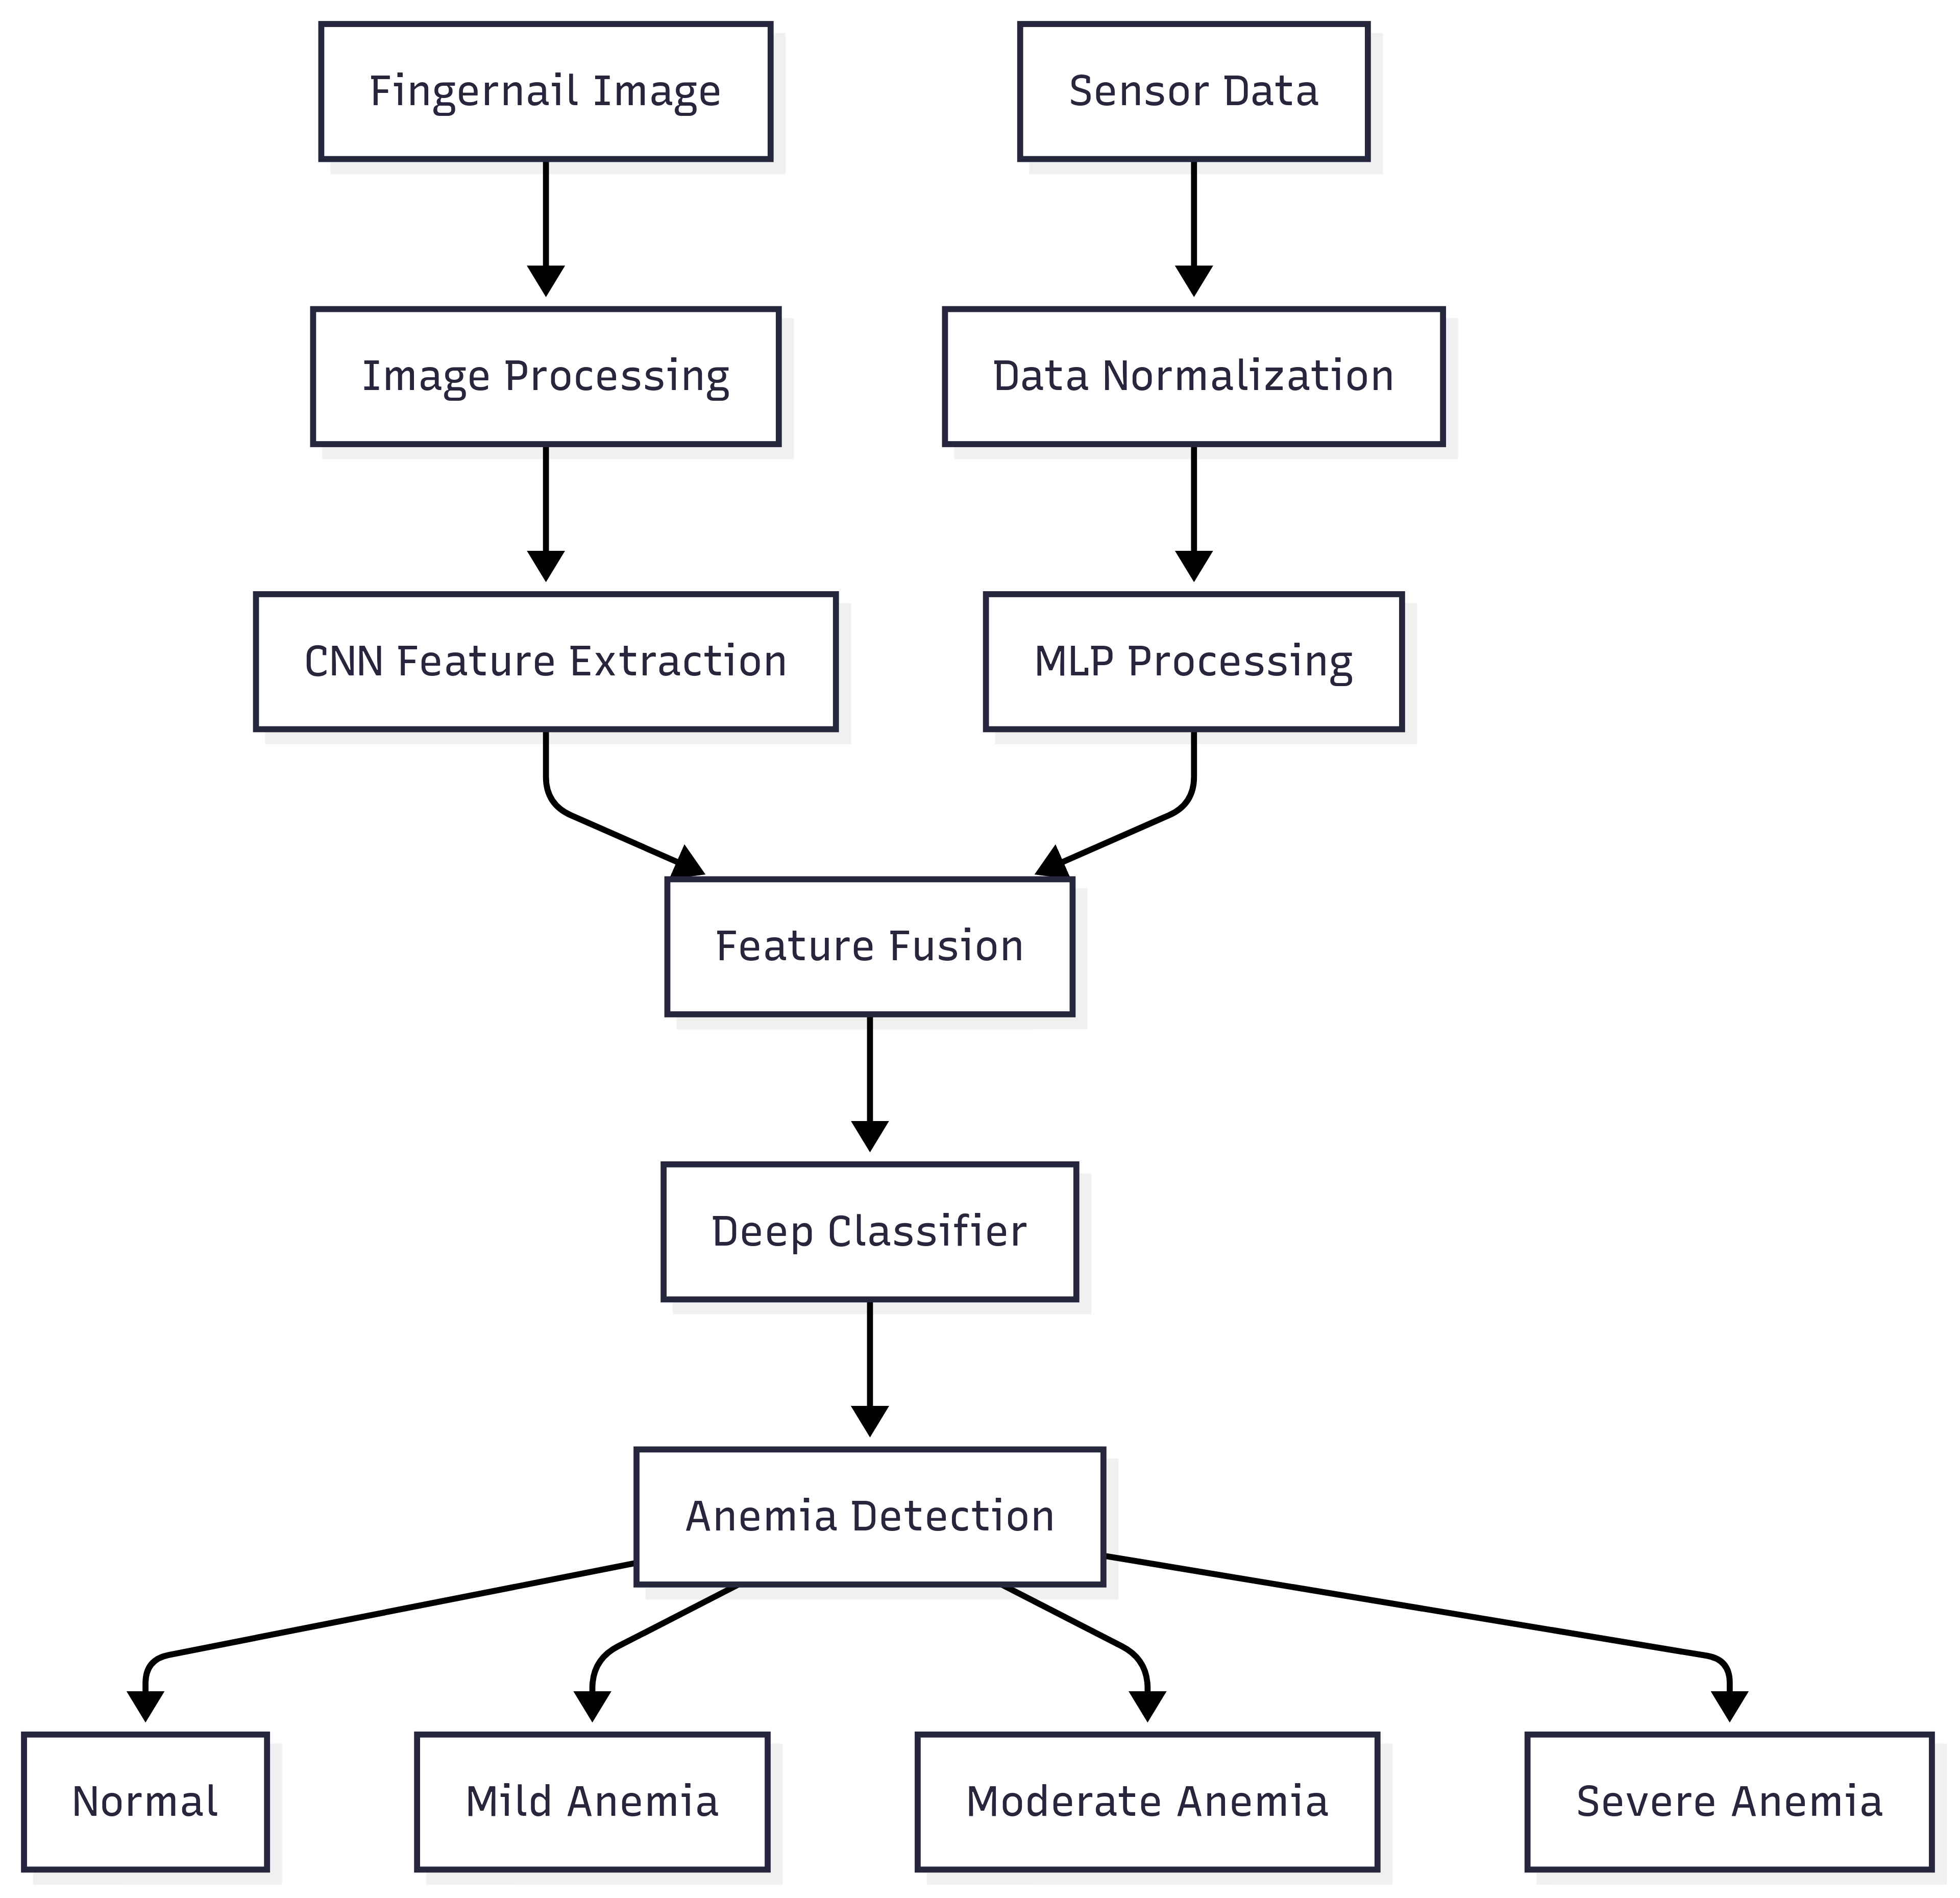 Fingernail Image
Sensor Data
Image Processing
Data Normalization
CNN Feature Extraction
MLP Processing
Feature Fusion
Deep Classifier
Anemia Detection
Normal
Mild Anemia
Moderate Anemia
Severe Anemia